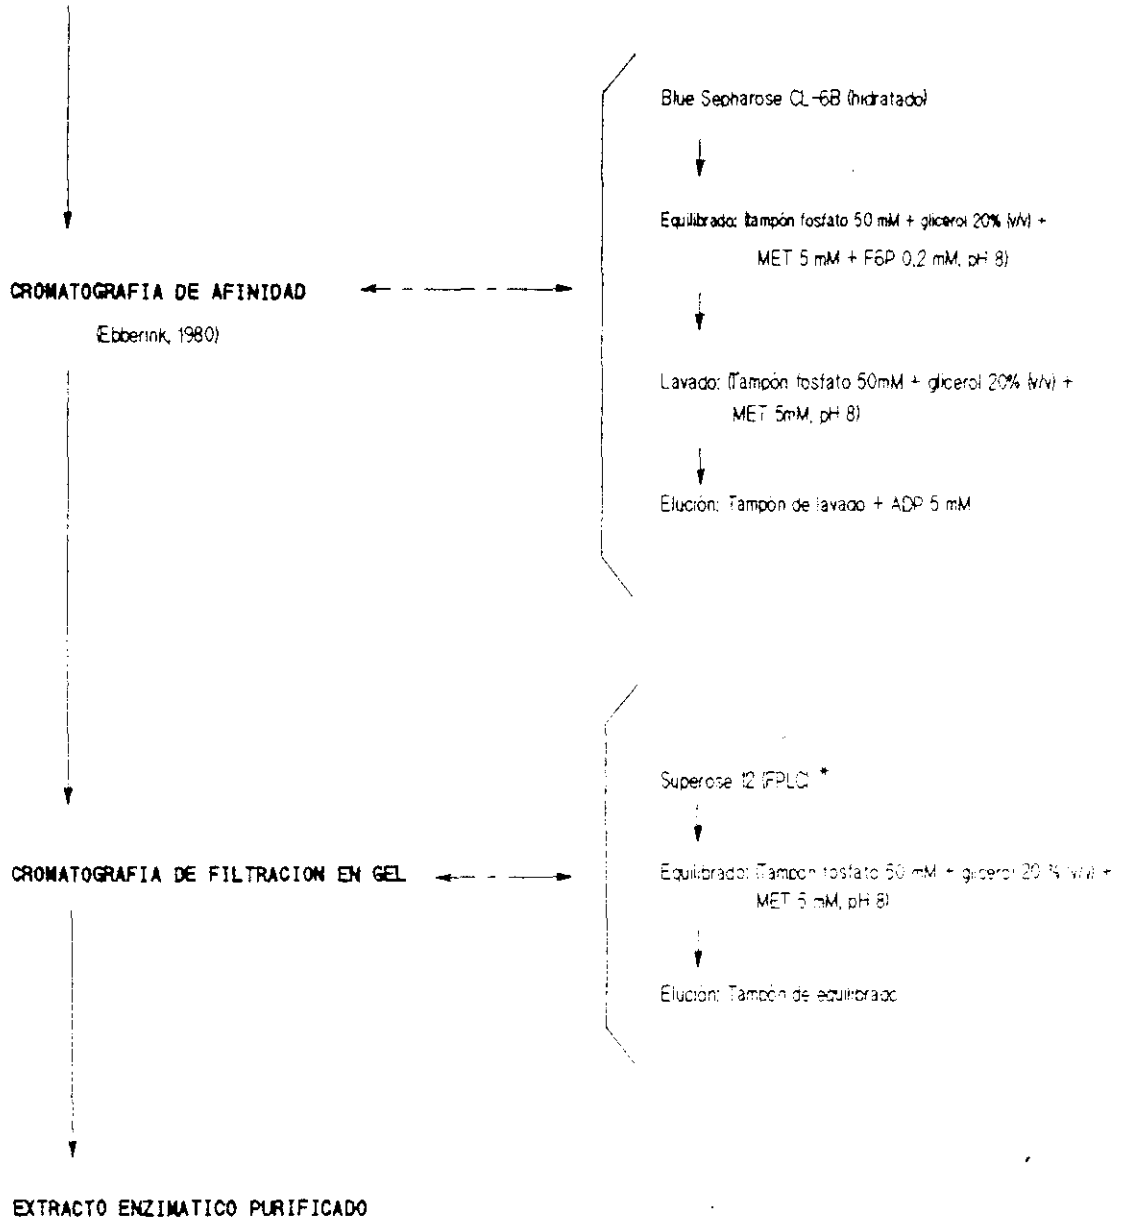 Blue Sepharose CL-6B (hidratado)
Equilibrado: (tampón fosfato 50 mM + glicerol 20% (v/v) +
MET 5 mM + F6P 0,2 mM, pH 8)
CROMATOGRAFIA DE AFINIDAD
(Ebberink, 1980)
Lavado: (Tampón fosfato 50mM + glicerol 20% (v/v) +
MET 5mM, pH 8)
Elución: Tampón de lavado + ADP 5 mM
Superose 12 (FPLC) *
CROMATOGRAFIA DE FILTRACION EN GEL
Equilibrado: (Tampón fosfato 50 mM + glicerol 20 % (v/v) +
MET 5 mM, pH 8)
Elución: Tampón de equilibrado
EXTRACTO ENZIMATICO PURIFICADO